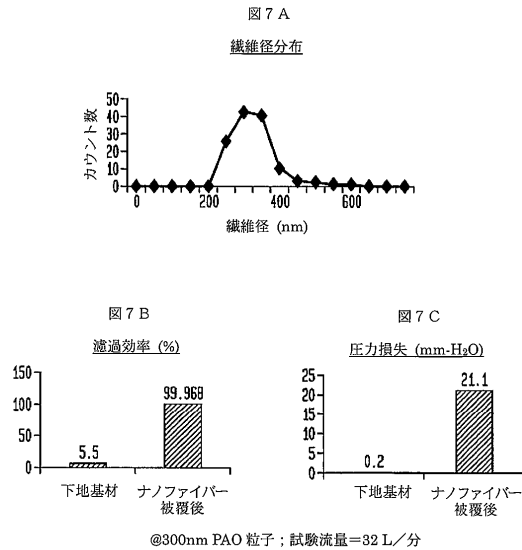 図7A
繊維径分布
カウント数
50
40
30
20
10
0
0 200 400 600
繊維径 (nm)
図7B
濾過効率 (%)
150
100
50
0
5.5
99.968
下地基材
ナノファイバー
被覆後
図7C
圧力損失 (mm-H₂O)
25
20
15
10
5
0
0.2
21.1
下地基材
ナノファイバー
被覆後
@300nm PAO 粒子 ; 試験流量=32 L／分